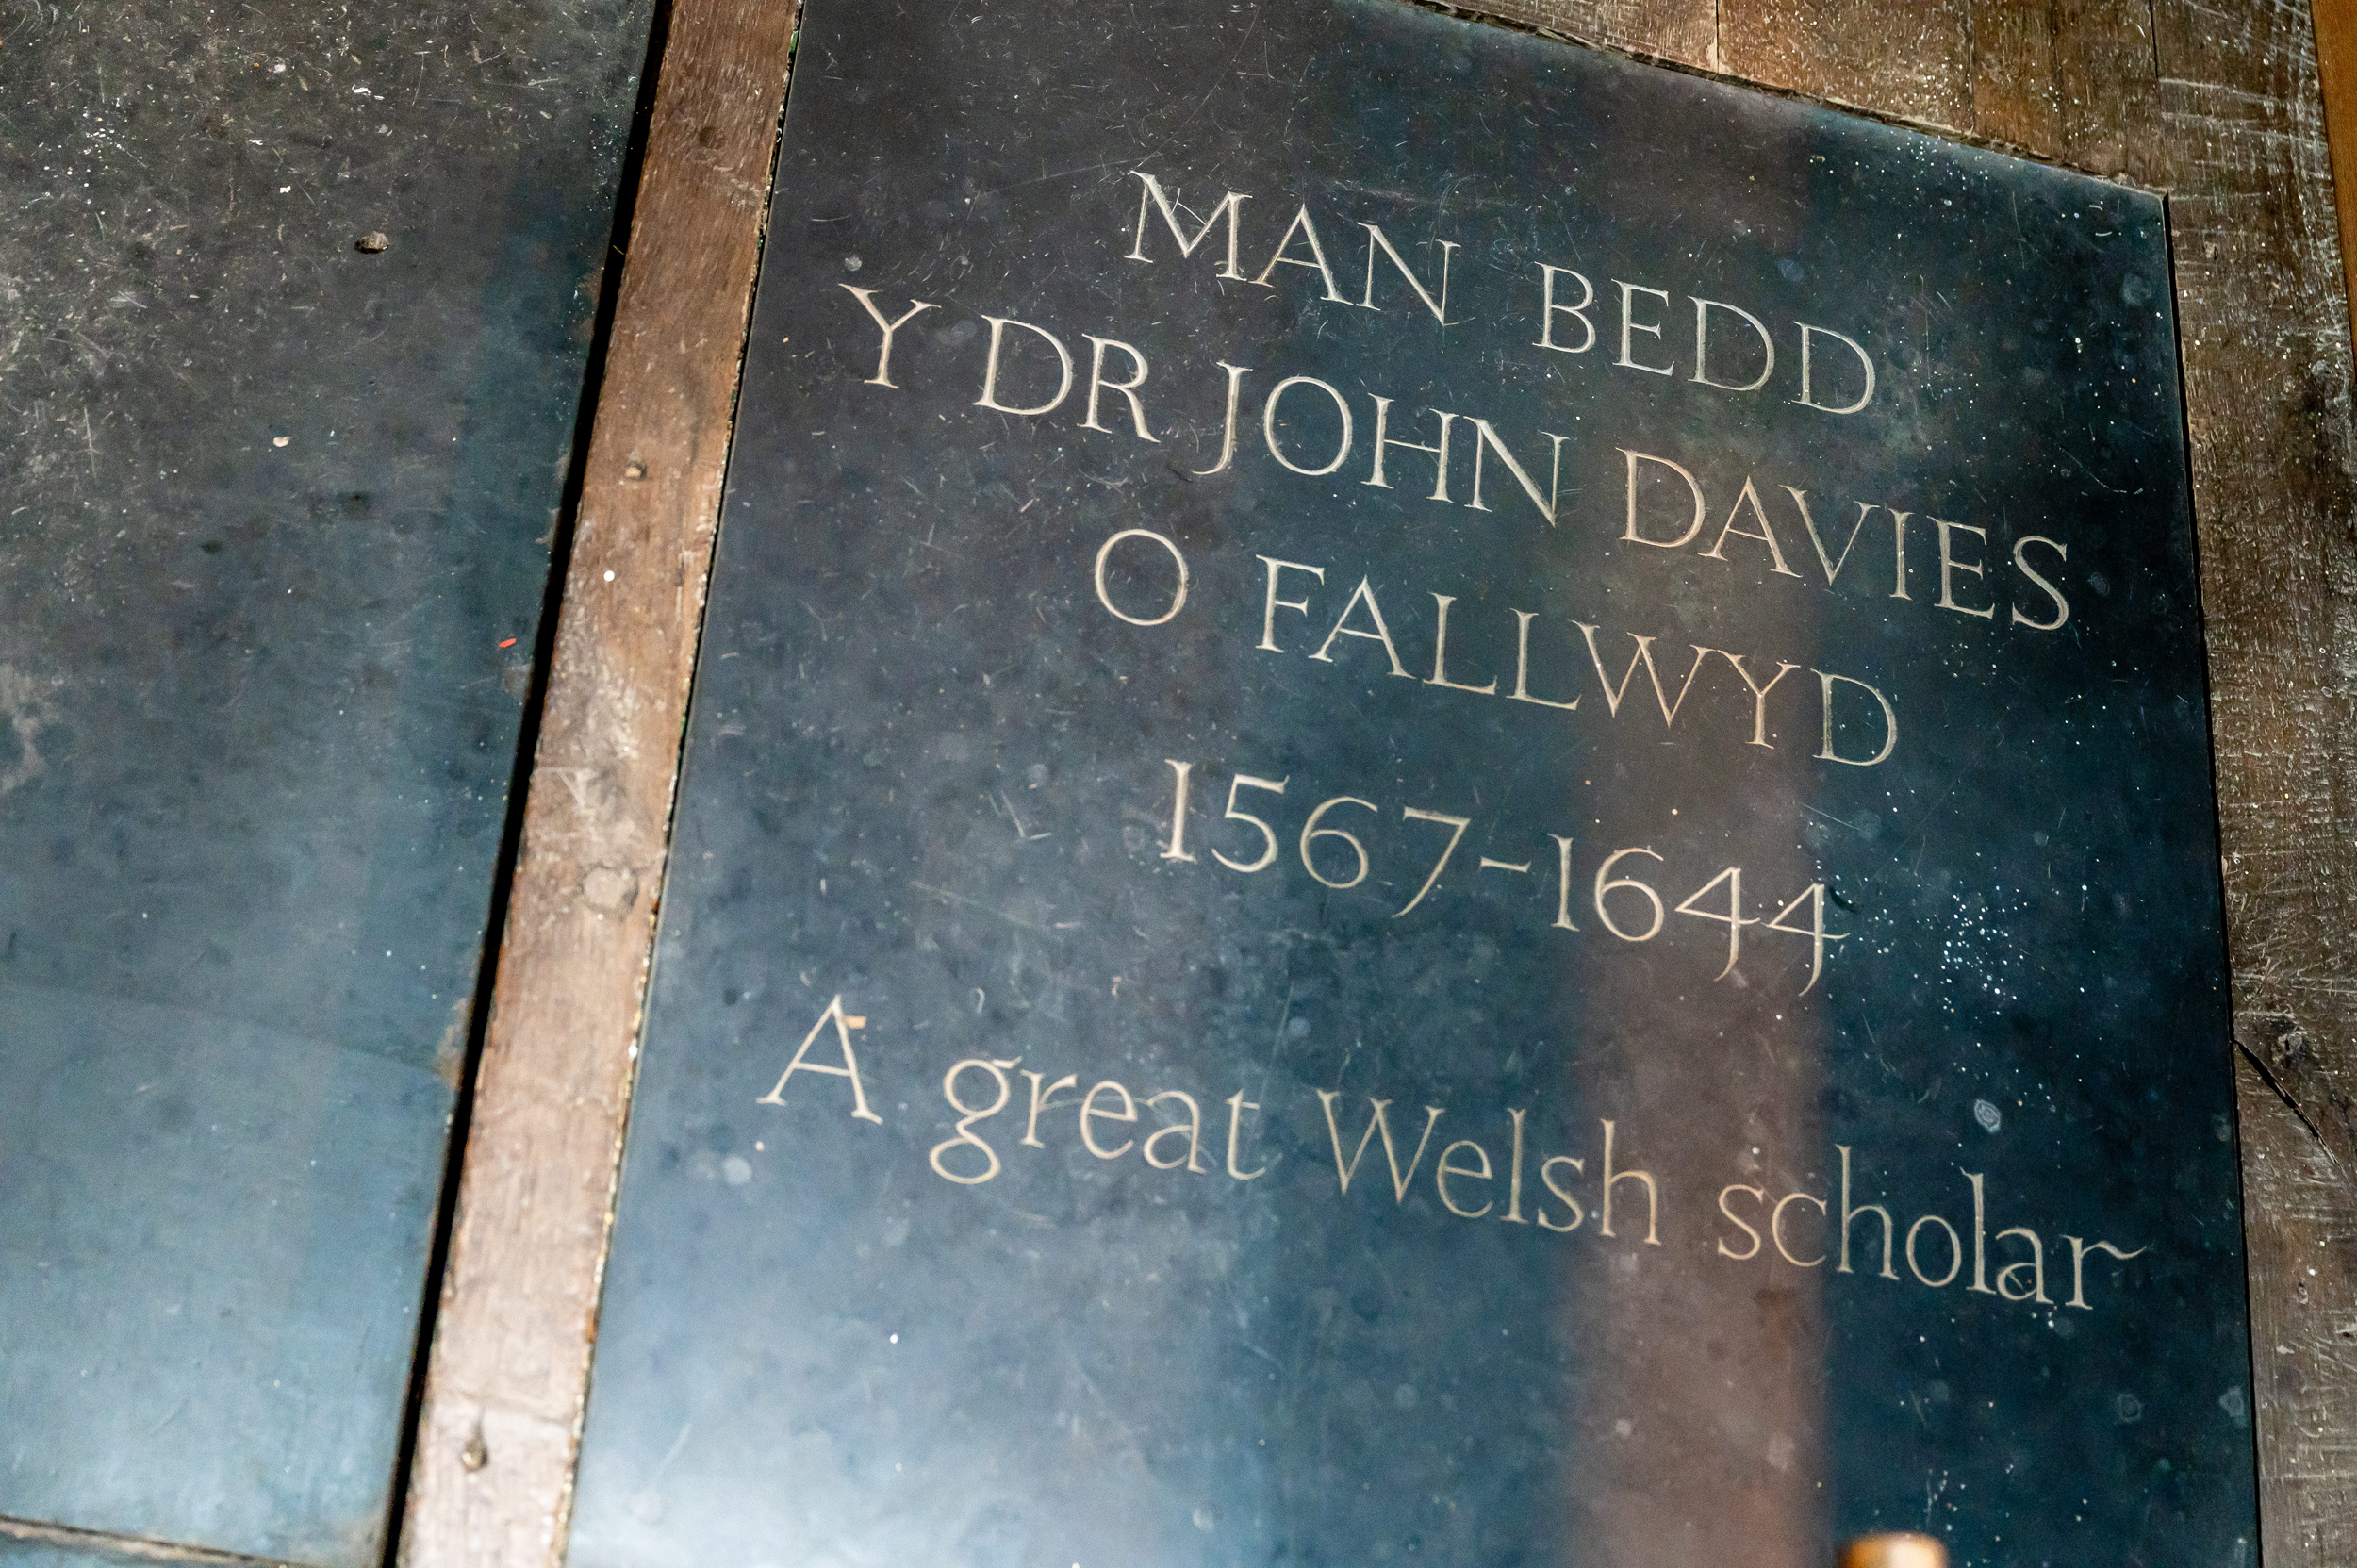 MAN BEDD
Y DR JOHN DAVIES
O FALLWYD
1567-1644
A great Welsh scholar